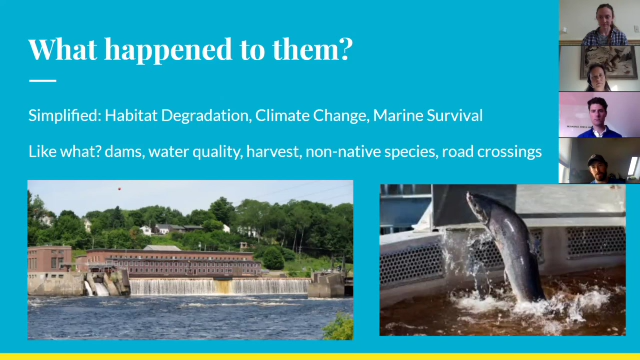 What happened to them?
Simplified: Habitat Degradation, Climate Change, Marine Survival
Like what? dams, water quality, harvest, non-native species, road crossings